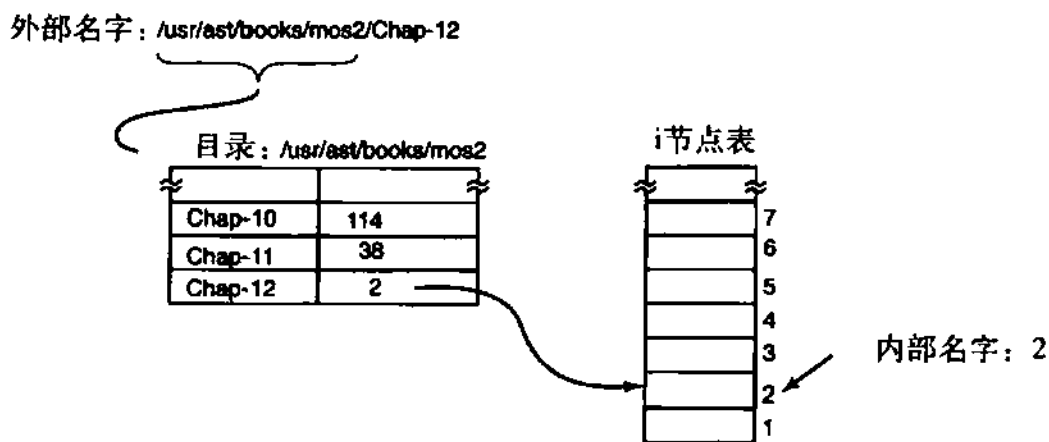 外部名字：/usr/ast/books/mos2/Chap-12
目录：/usr/ast/books/mos2
i节点表
Chap-10 114
Chap-11 38
Chap-12 2
7
6
5
4
3
2
1
内部名字：2